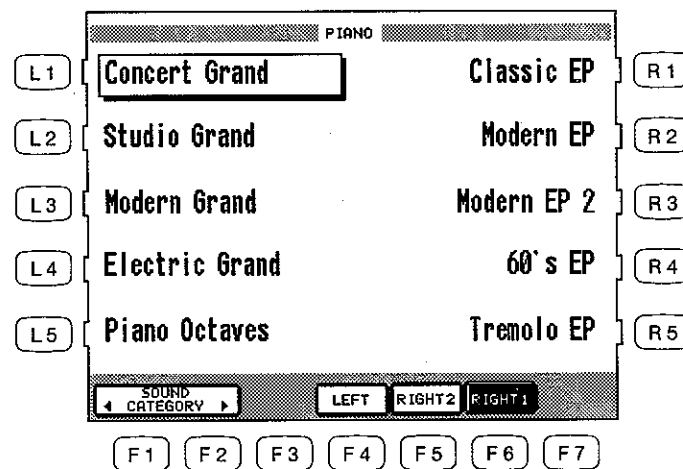 PIANO
L1 Concert Grand Classic EP R1
L2 Studio Grand Modern EP R2
L3 Modern Grand Modern EP 2 R3
L4 Electric Grand 60's EP R4
L5 Piano Octaves Tremolo EP R5
SOUND
CATEGORY LEFT RIGHT2 RIGHT1
F1 F2 F3 F4 F5 F6 F7